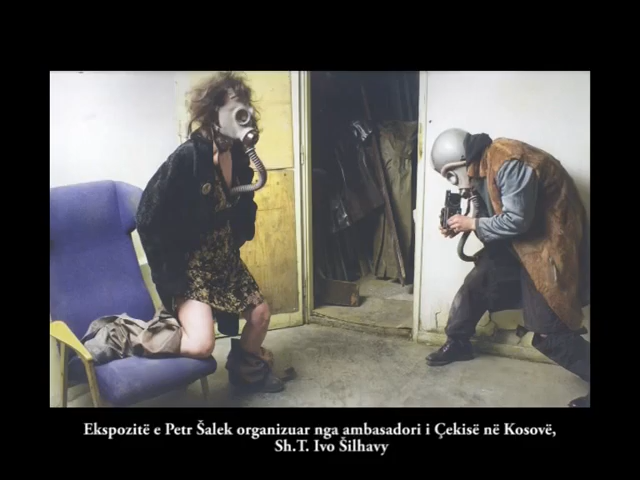 Ekspozitë e Petr Šalek organizuar nga ambasadori i Çekisë në Kosovë,
Sh.T. Ivo Šilhavy